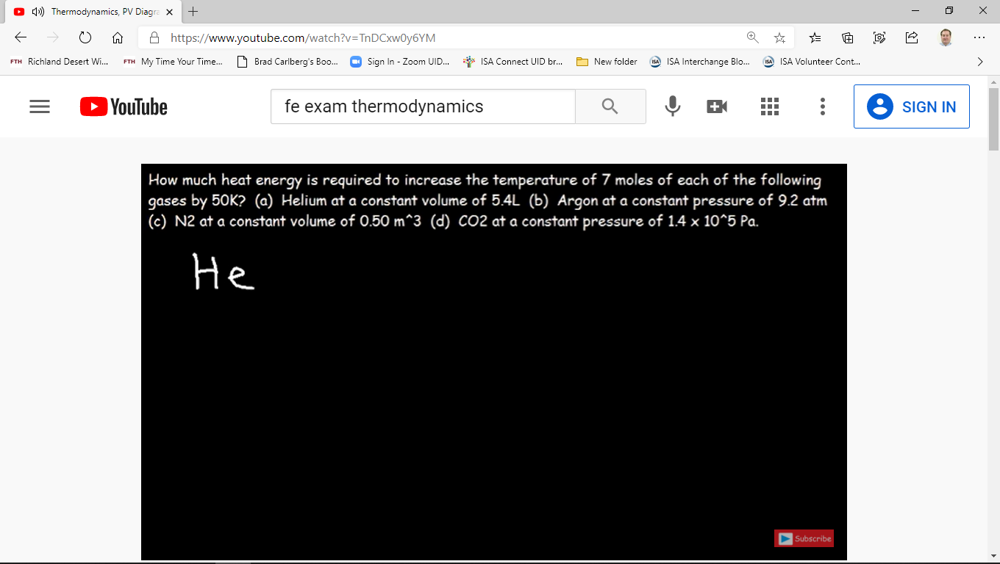 Thermodynamics, PV Diagra
https://www.youtube.com/watch?v=TnDCxw0y6YM
FTH Richland Desert Wi... FTH My Time Your Time... Brad Carlberg's Boo... Sign In - Zoom UID... ISA Connect UID br... New folder ISA ISA Interchange Blo... ISA ISA Volunteer Cont...
YouTube fe exam thermodynamics SIGN IN
How much heat energy is required to increase the temperature of 7 moles of each of the following
gases by 50K? (a) Helium at a constant volume of 5.4L (b) Argon at a constant pressure of 9.2 atm
(c) N2 at a constant volume of 0.50 m^3 (d) CO2 at a constant pressure of 1.4 x 10^5 Pa.
He
Subscribe